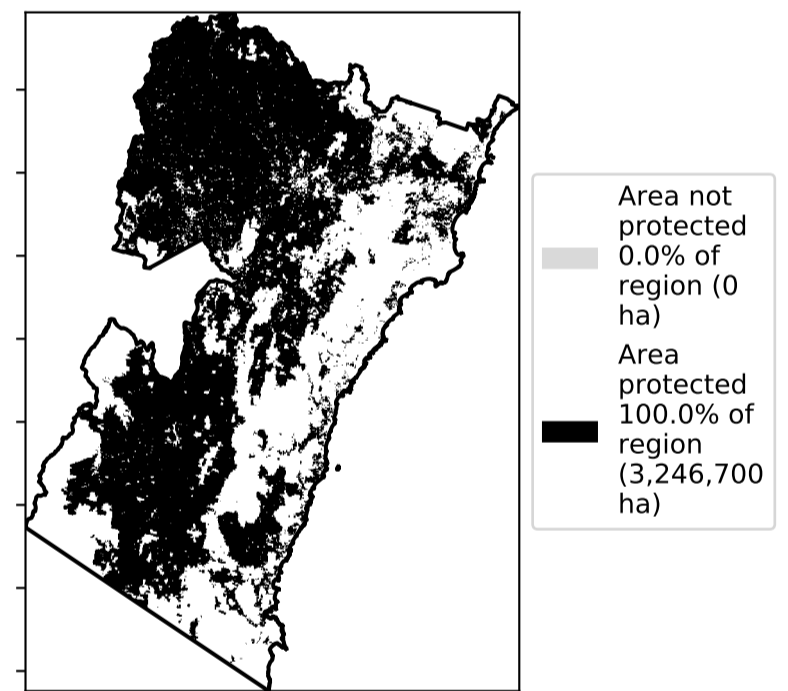 Area not
protected
0.0% of
region (0
ha)
Area
protected
100.0% of
region
(3,246,700
ha)